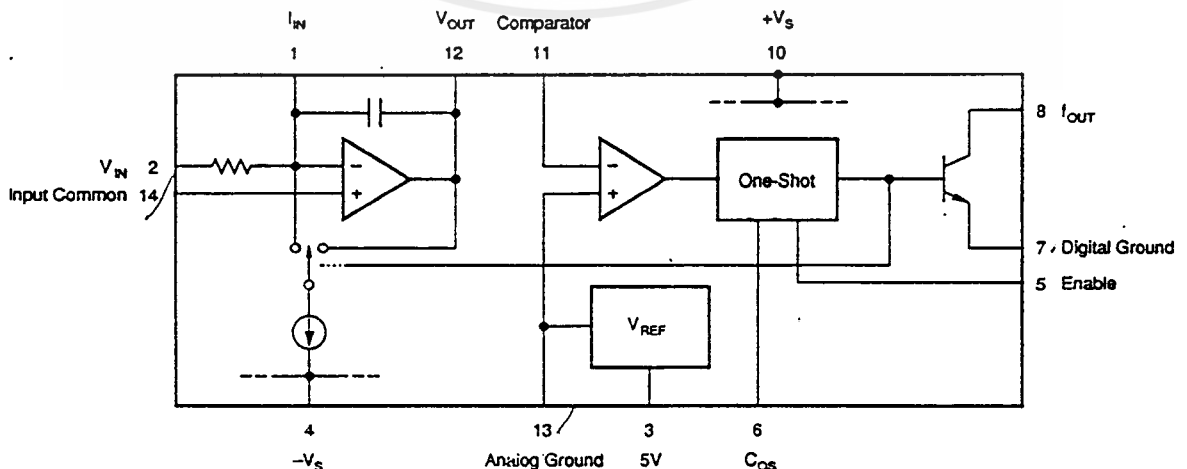 I_IN V_OUT Comparator +V_S
1 12 11 10
8 f_OUT
V_IN 2
Input Common 14
- +
- +
One-Shot
7 Digital Ground
5 Enable
V_REF
4 13 3 6
-V_S Analog Ground 5V C_OS